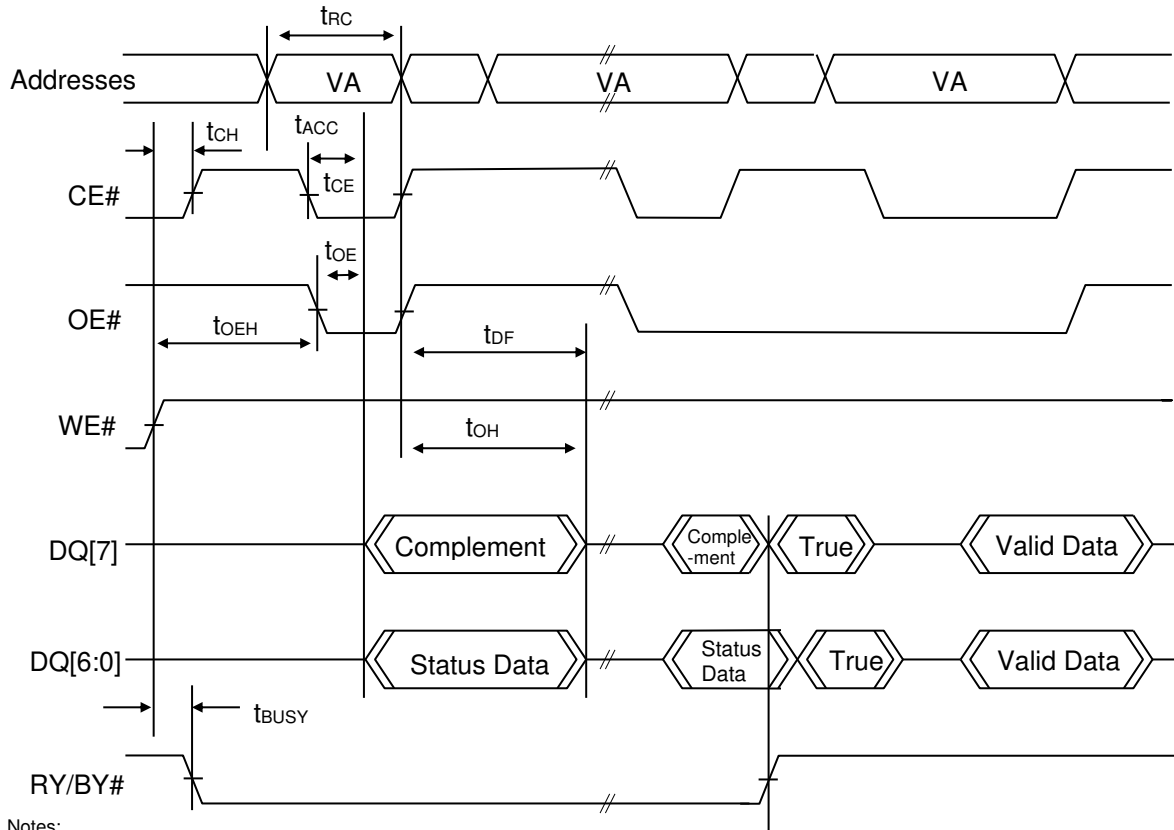 tRC
Addresses
VA
VA
VA
tCH
tACC
CE#
tCE
tOE
OE#
tOEH
tDF
WE#
tOH
DQ[7]
Complement
Comple
-ment
True
Valid Data
DQ[6:0]
Status Data
Status
Data
True
Valid Data
tBUSY
RY/BY#
Notes: